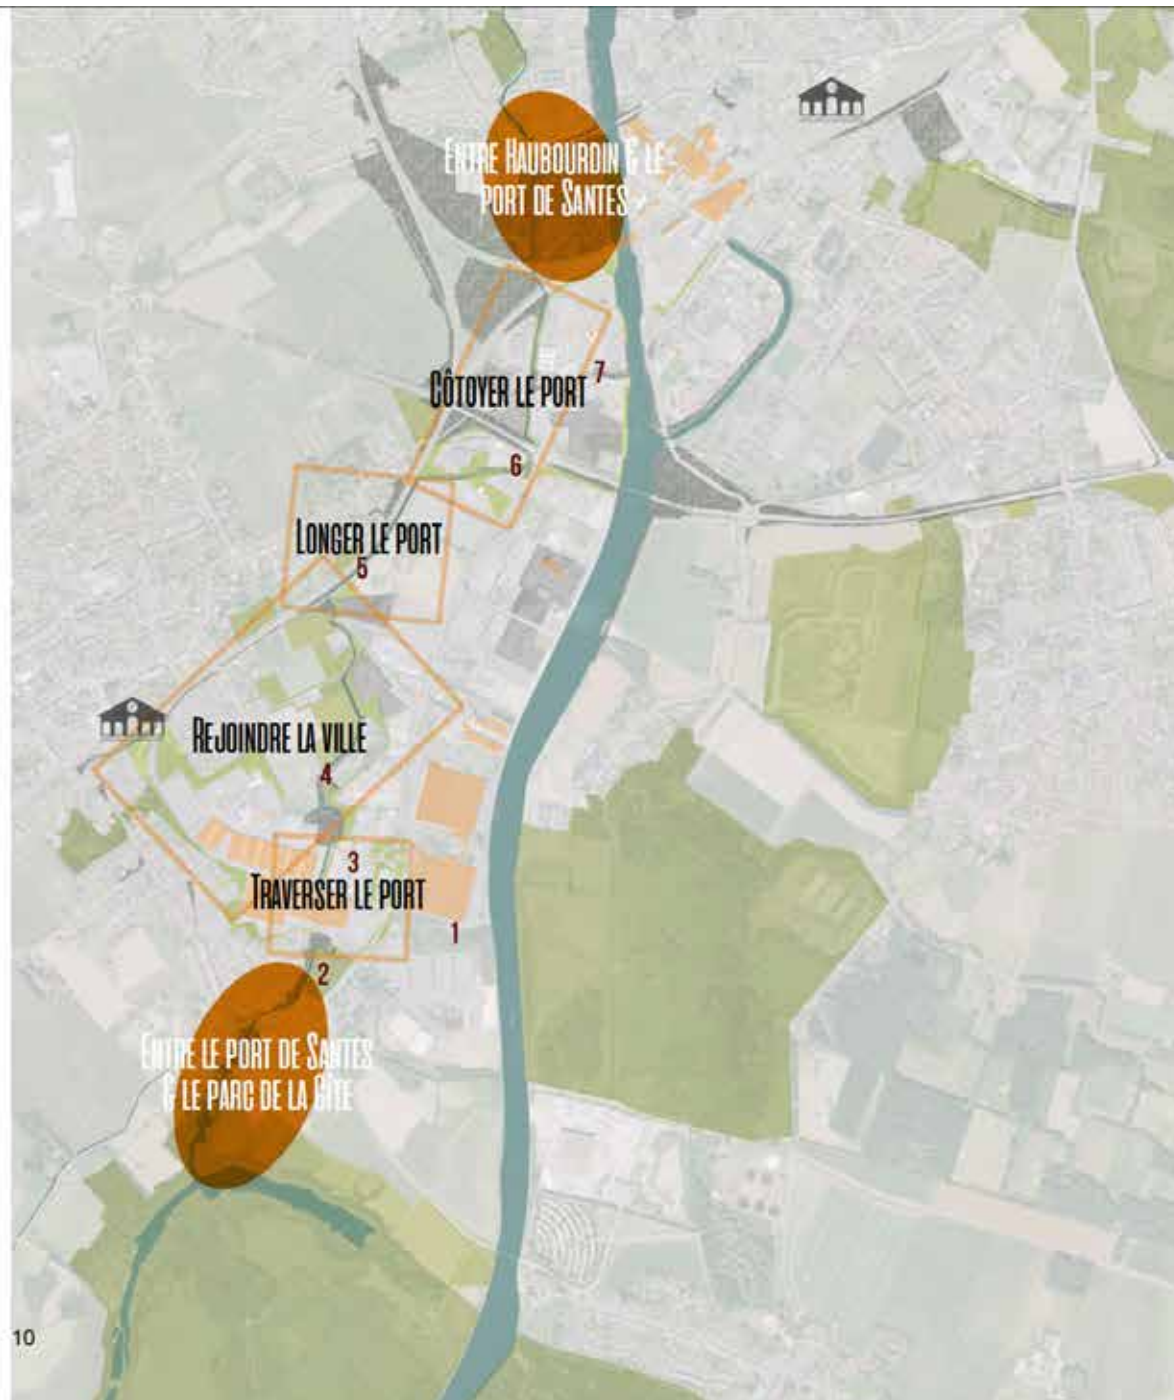 Entre Haubourdin & le
port de Santes
7
Côtoyer le port
6
Longer le port
5
Rejoindre la ville
4
3
Traverser le port
1
2
Entre le port de Santes
& le parc de la Gîte
10